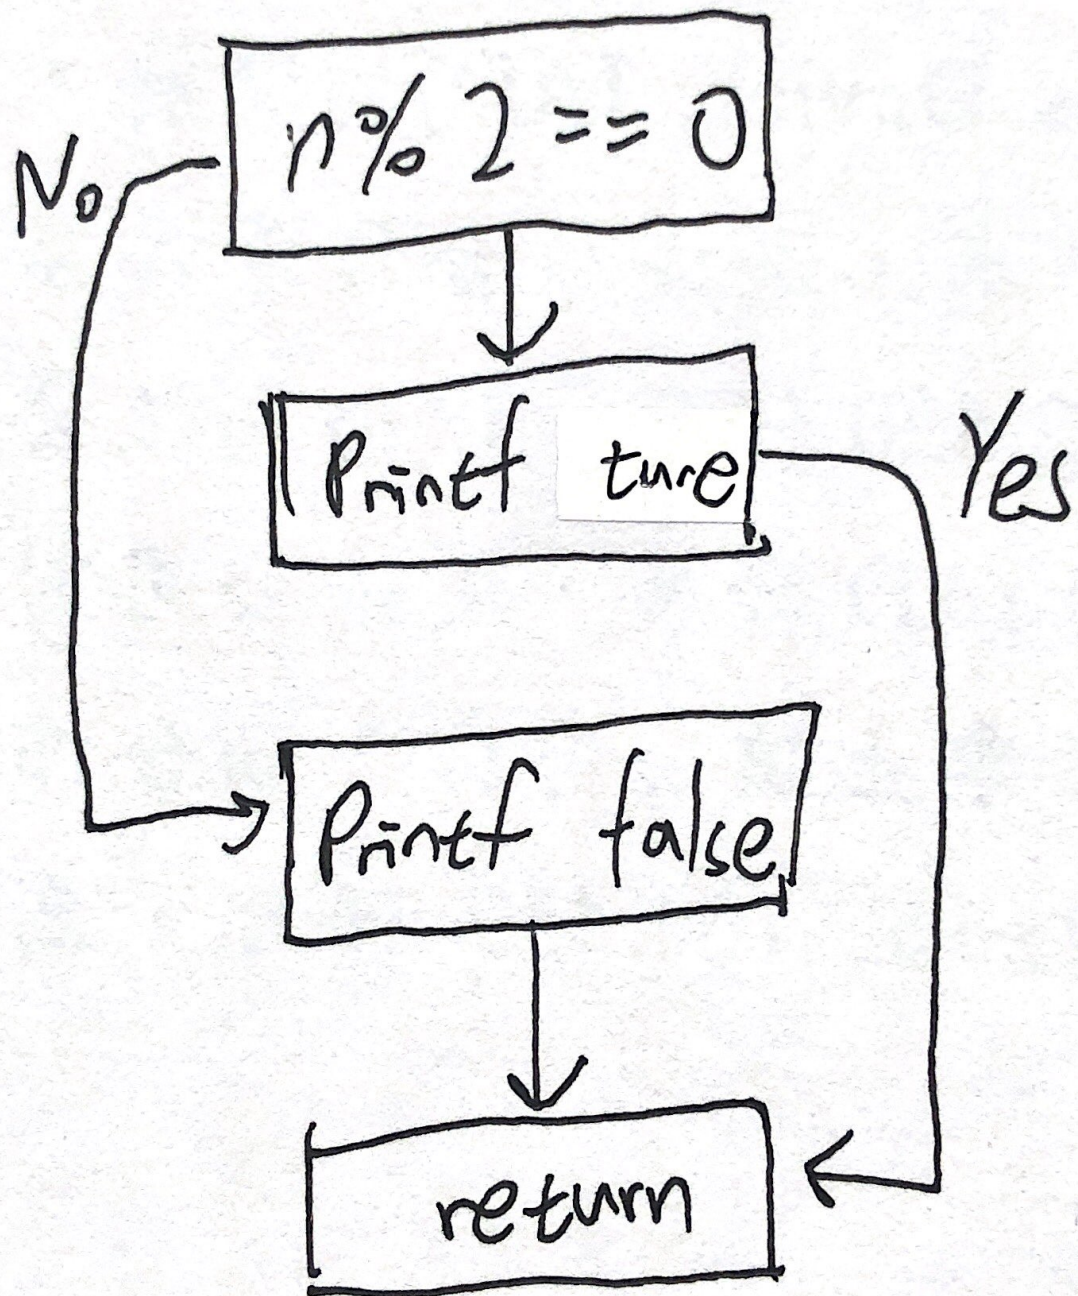 n%2 == 0
No
Printf ture
Yes
Printf false
return